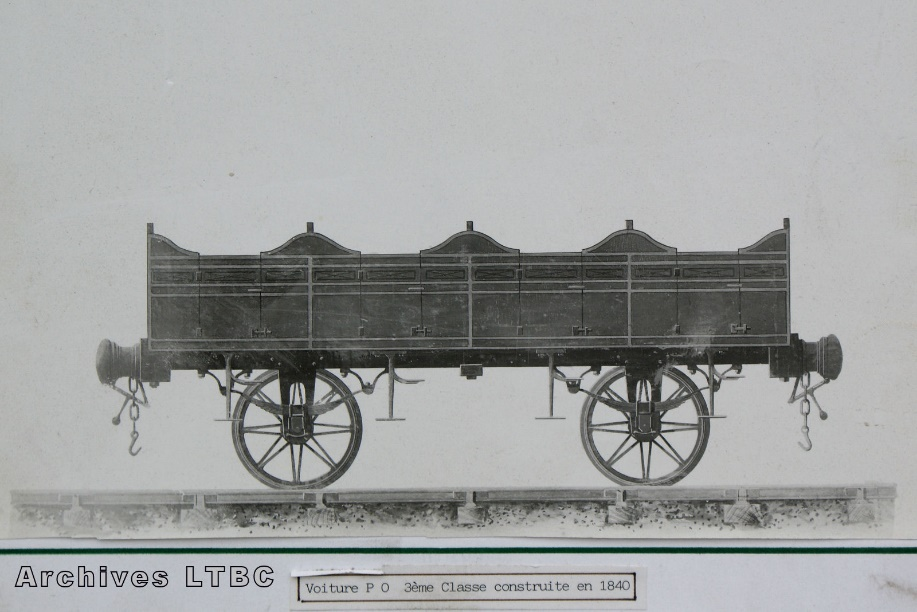 Archives LTBC
Voiture P O 3ème Classe construite en 1840